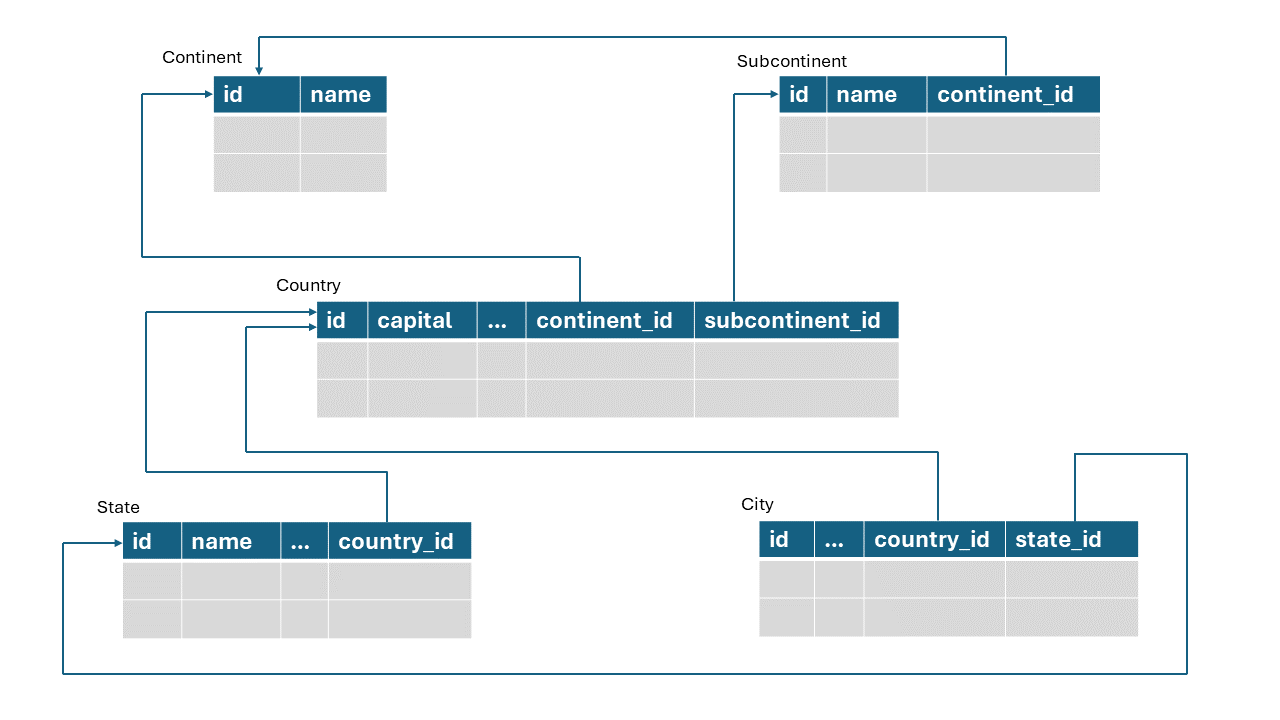 Continent
id name
Subcontinent
id name continent_id
Country
id capital ... continent_id subcontinent_id
State
id name ... country_id
City
id ... country_id state_id